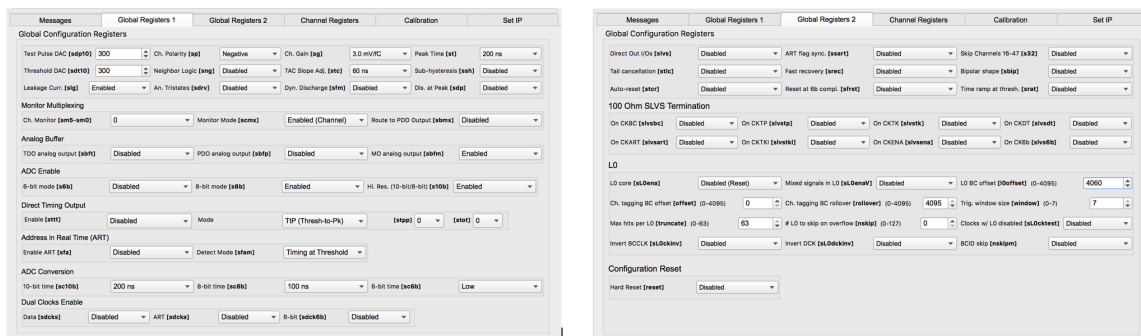 Messages Global Registers 1 Global Registers 2 Channel Registers Calibration Set IP
Global Configuration Registers
Test Pulse DAC [sdp10] 300 Ch. Polarity [sp] Negative Ch. Gain [sg] 3.0 mV/fC Peak Time [st] 200 ns
Threshold DAC [sdt10] 300 Neighbor Logic [sng] Disabled TAC Slope Adj. [stc] 60 ns Sub-hysteresis [ssh] Disabled
Leakage Curr. [slg] Enabled An. Tristates [sdrv] Disabled Dyn. Discharge [sfm] Disabled Dis. at Peak [sdp] Disabled
Monitor Multiplexing
Ch. Monitor [sm5-sm0] 0 Monitor Mode [scmx] Enabled (Channel) Route to PDO Output [sbmx] Disabled
Analog Buffer
TDO analog output [sbft] Disabled PDO analog output [sbfp] Disabled MO analog output [sbfm] Enabled
ADC Enable
6-bit mode [s6b] Disabled 8-bit mode [s8b] Enabled Hi. Res. (10-bit/8-bit) [s10b] Enabled
Direct Timing Output
Enable [sttt] Disabled Mode TtP (Thresh-to-Pk) [stpp] 0 [stot] 0
Address in Real Time (ART)
Enable ART [sfa] Disabled Detect Mode [sfam] Timing at Threshold
ADC Conversion
10-bit time [sc10b] 200 ns 8-bit time [sc8b] 100 ns 6-bit time [sc6b] Low
Dual Clocks Enable
Data [sdcks] Disabled ART [sdcka] Disabled 6-bit [sdck6b] Disabled
Messages Global Registers 1 Global Registers 2 Channel Registers Calibration Set IP
Global Configuration Registers
Direct Out I/Os [slvs] Disabled ART flag sync. [ssart] Disabled Skip Channels 16-47 [s32] Disabled
Tail cancellation [stlc] Disabled Fast recovery [srec] Disabled Bipolar shape [sbip] Disabled
Auto-reset [stcr] Disabled Reset at 6b compl. [sfrst] Disabled Time ramp at thresh. [srat] Disabled
100 Ohm SLVS Termination
On CKBC [slvsbc] Disabled On CKTP [slvstp] Disabled On CKTK [slvstk] Disabled On CKDT [slvsdt] Disabled
On CKART [slvsart] Disabled On CKTKI [slvstki] Disabled On CKENA [slvsena] Disabled On CK6b [slvs6b] Disabled
L0
L0 core [sL0ena] Disabled (Reset) Mixed signals in L0 [sL0enaV] Disabled L0 BC offset [l0offset] (0-4095) 4060
Ch. tagging BC offset [offset] (0-4095) 0 Ch. tagging BC rollover [rollover] (0-4095) 4095 Trig. window size [window] (0-7) 7
Max hits per L0 [truncate] (0-63) 63 # L0 to skip on overflow [nskip] (0-127) 0 Clocks w/ L0 disabled [sL0cktest] Disabled
Invert BCCLK [sL0ckinv] Disabled Invert DCK [sL0dckinv] Disabled BCID skip [nskipm] Disabled
Configuration Reset
Hard Reset [reset] Disabled